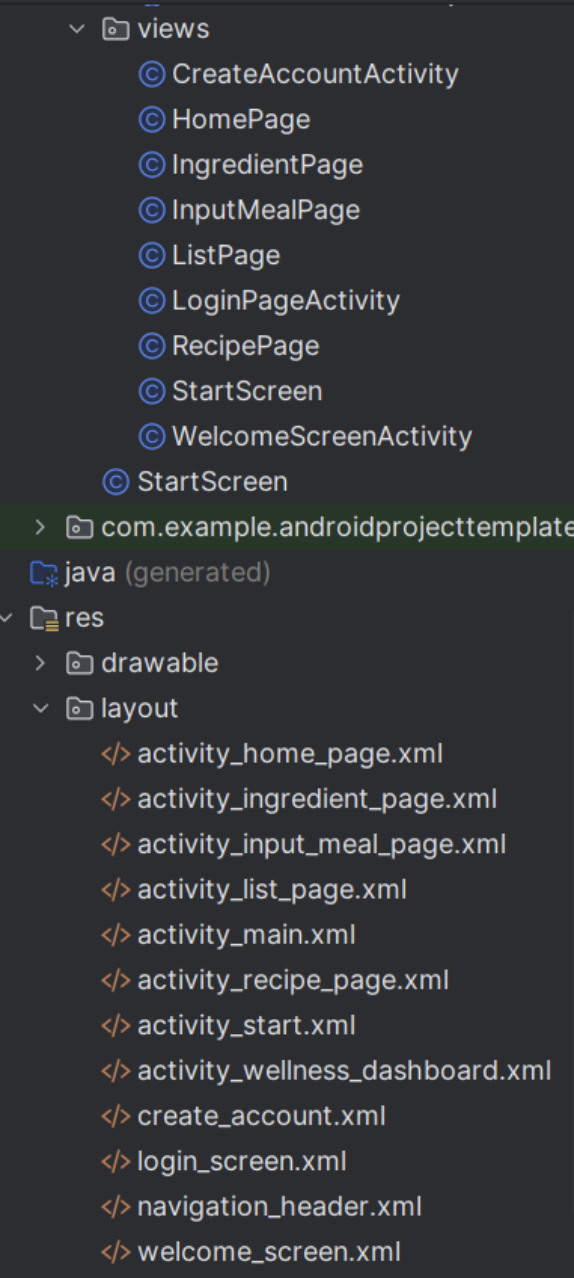 views
CreateAccountActivity
HomePage
IngredientPage
InputMealPage
ListPage
LoginPageActivity
RecipePage
StartScreen
WelcomeScreenActivity
StartScreen
com.example.androidprojecttemplate
java (generated)
res
drawable
layout
activity_home_page.xml
activity_ingredient_page.xml
activity_input_meal_page.xml
activity_list_page.xml
activity_main.xml
activity_recipe_page.xml
activity_start.xml
activity_wellness_dashboard.xml
create_account.xml
login_screen.xml
navigation_header.xml
welcome_screen.xml